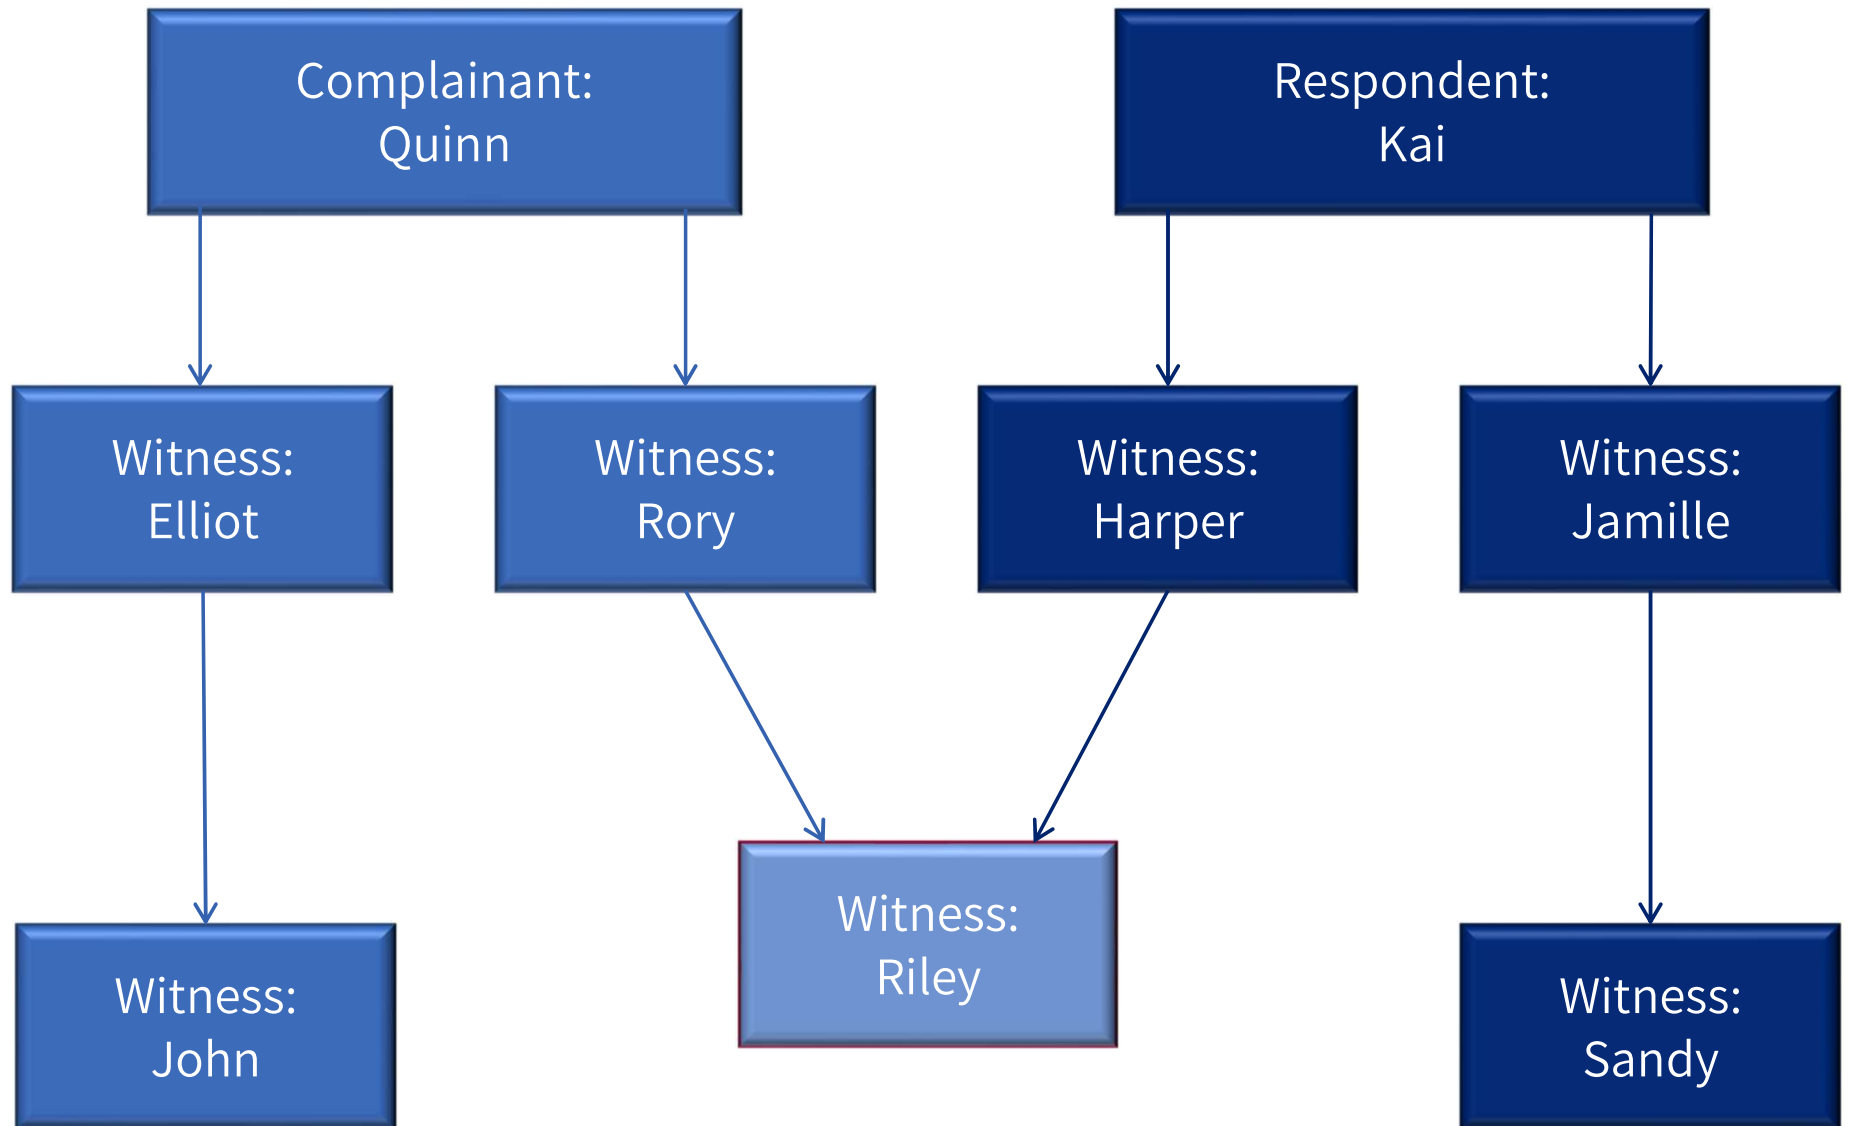 Complainant:
Quinn
Respondent:
Kai
Witness:
Elliot
Witness:
Rory
Witness:
Harper
Witness:
Jamille
Witness:
Riley
Witness:
John
Witness:
Sandy